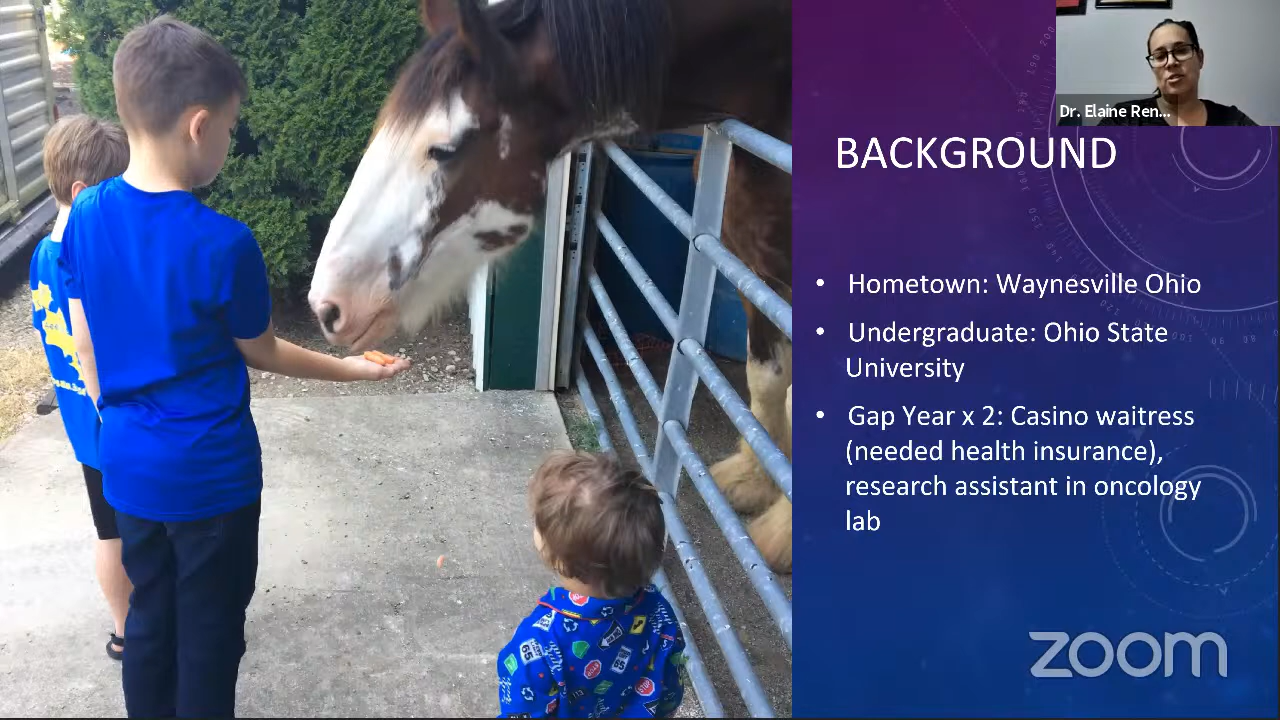 Dr. Elaine Ren...
BACKGROUND
• Hometown: Waynesville Ohio
• Undergraduate: Ohio State
University
• Gap Year x 2: Casino waitress
(needed health insurance),
research assistant in oncology
lab
zoom